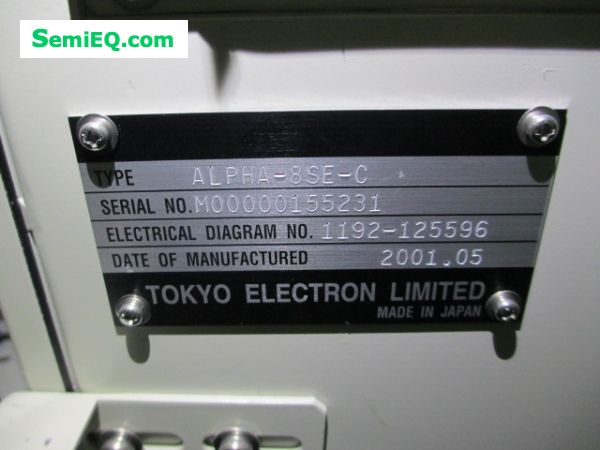 SemiEQ.com
TYPE ALPHA-8SE-C
SERIAL NO. M00000155231
ELECTRICAL DIAGRAM NO. 1192-125596
DATE OF MANUFACTURED 2001.05
TOKYO ELECTRON LIMITED
MADE IN JAPAN